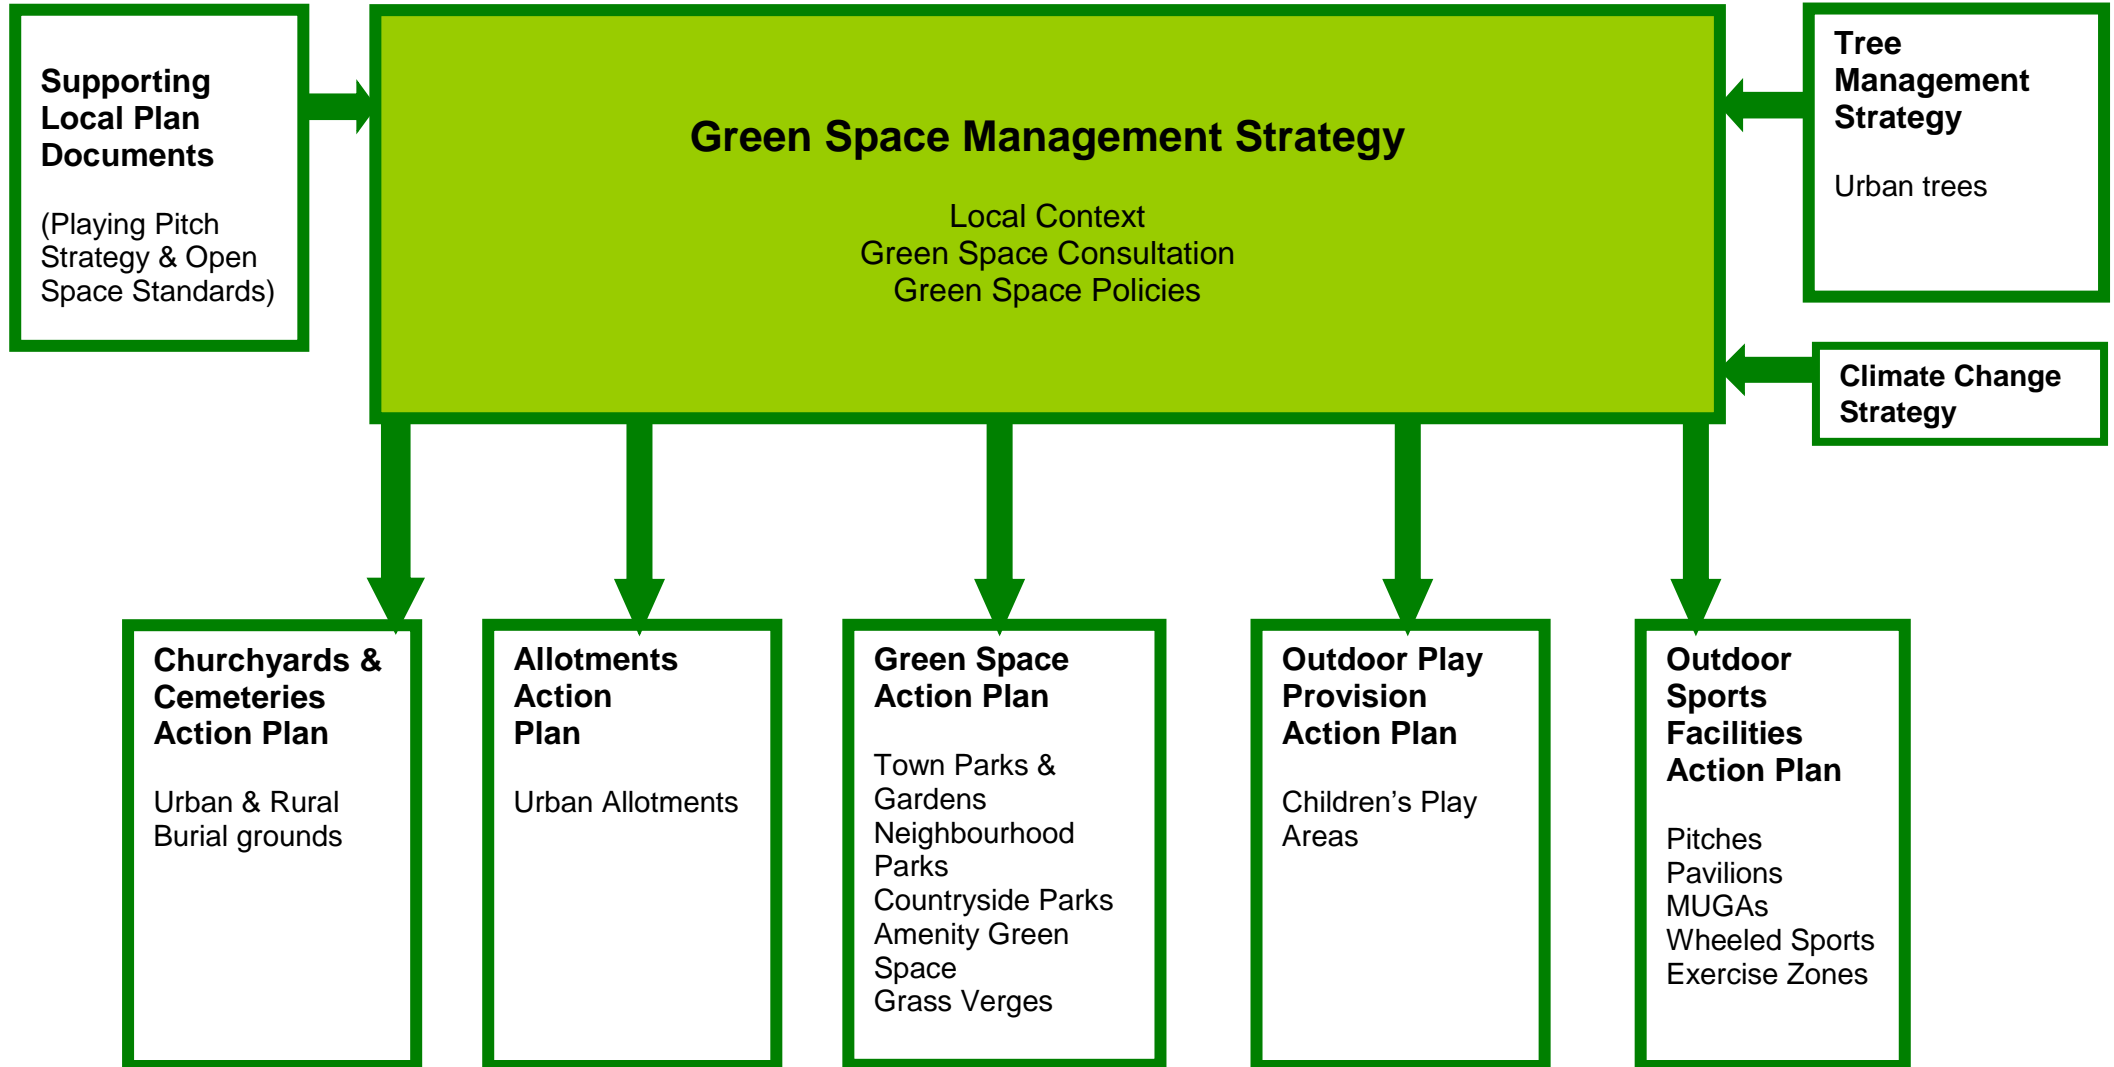 Supporting
Local Plan
Documents
(Playing Pitch
Strategy & Open
Space Standards)
Green Space Management Strategy
Local Context
Green Space Consultation
Green Space Policies
Tree
Management
Strategy
Urban trees
Climate Change
Strategy
Churchyards &
Cemeteries
Action Plan
Urban & Rural
Burial grounds
Allotments
Action
Plan
Urban Allotments
Green Space
Action Plan
Town Parks &
Gardens
Neighbourhood
Parks
Countryside Parks
Amenity Green
Space
Grass Verges
Outdoor Play
Provision
Action Plan
Children’s Play
Areas
Outdoor
Sports
Facilities
Action Plan
Pitches
Pavilions
MUGAs
Wheeled Sports
Exercise Zones